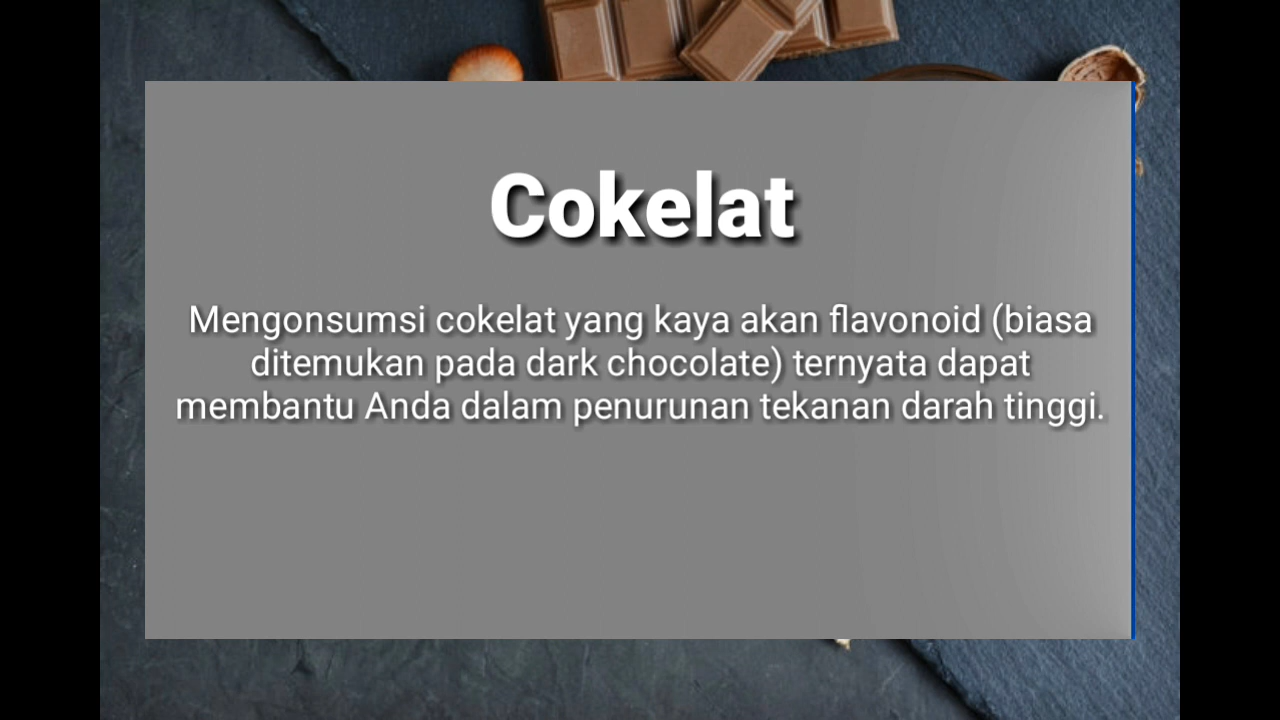 Cokelat
Mengonsumsi cokelat yang kaya akan flavonoid (biasa
ditemukan pada dark chocolate) ternyata dapat
membantu Anda dalam penurunan tekanan darah tinggi.